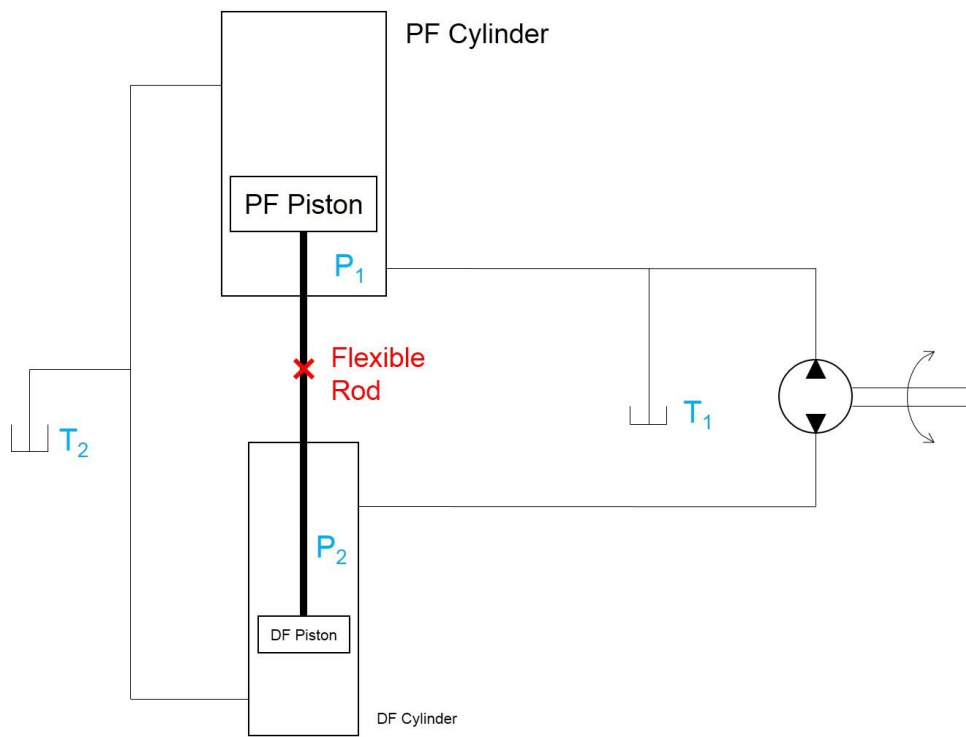 PF Cylinder
PF Piston
P₁
Flexible
Rod
T₁
T₂
P₂
DF Piston
DF Cylinder